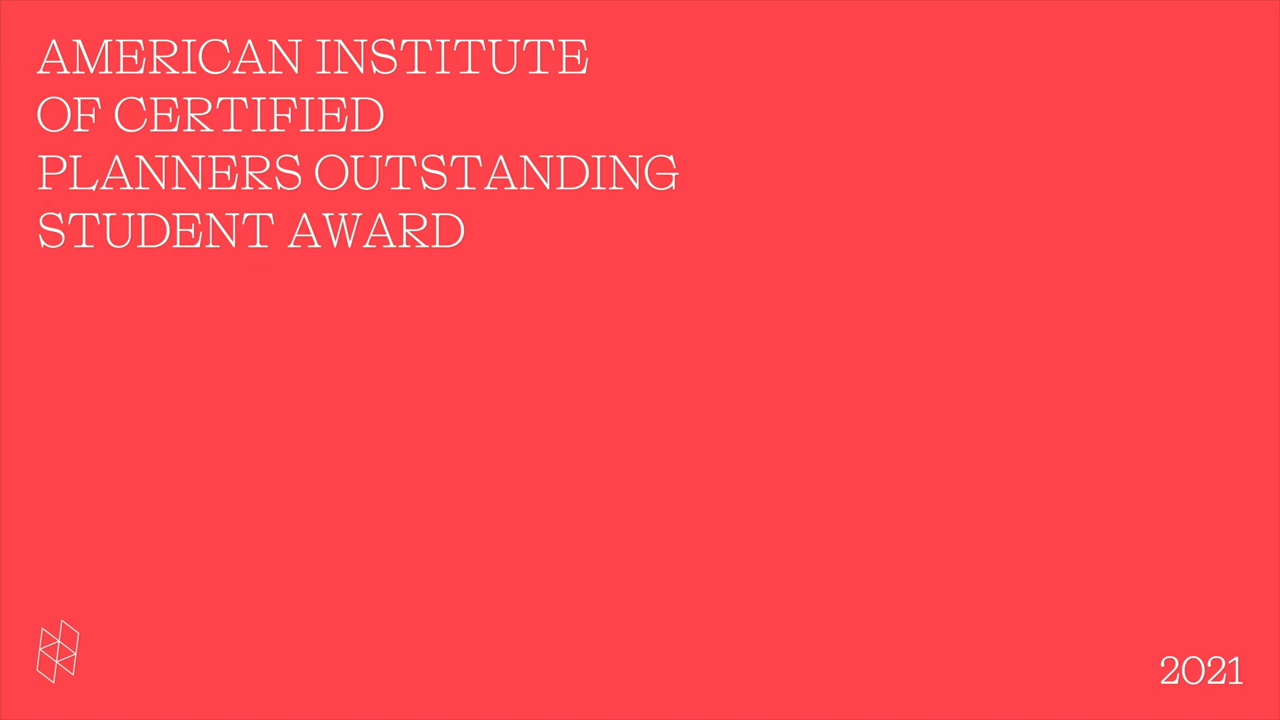 AMERICAN INSTITUTE
OF CERTIFIED
PLANNERS OUTSTANDING
STUDENT AWARD
2021